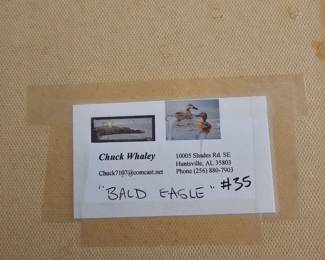 Chuck Whaley
10005 Shades Rd. SE
Huntsville, AL 35803
Chuck7107@comcast.net
Phone (256) 880-7903
"BALD EAGLE" #35